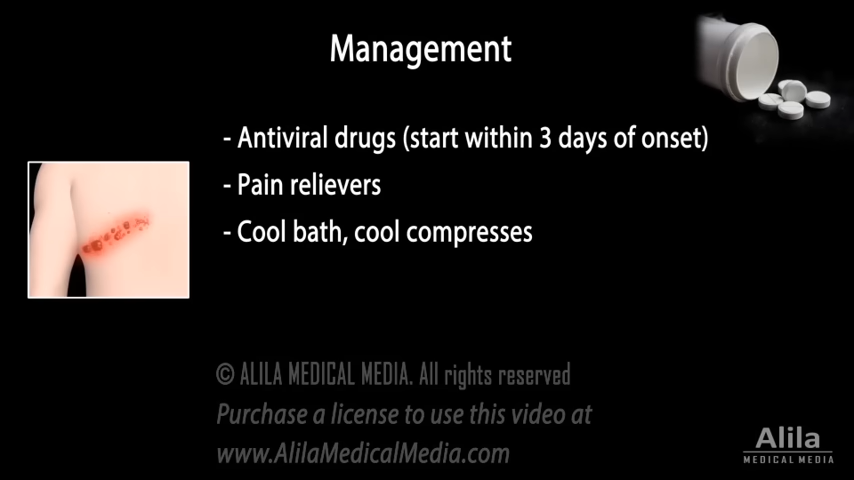 Management
- Antiviral drugs (start within 3 days of onset)
- Pain relievers
- Cool bath, cool compresses
© ALILA MEDICAL MEDIA. All rights reserved
Purchase a license to use this video at
www.AlilaMedicalMedia.com
Alila
MEDICAL MEDIA